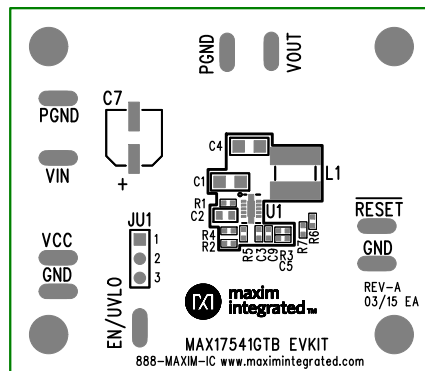 PGND
VOUT
C7
PGND
C4
+
VIN
L1
C1
R1
U1
C2
JU1
1
2
3
R4
R2
R5
C3
C9
R3
C5
R7
R6
RESET
GND
VCC
GND
EN/UVLO
maxim
integrated™
REV-A
03/15 EA
MAX17541GTB EVKIT
888-MAXIM-IC www.maximintegrated.com